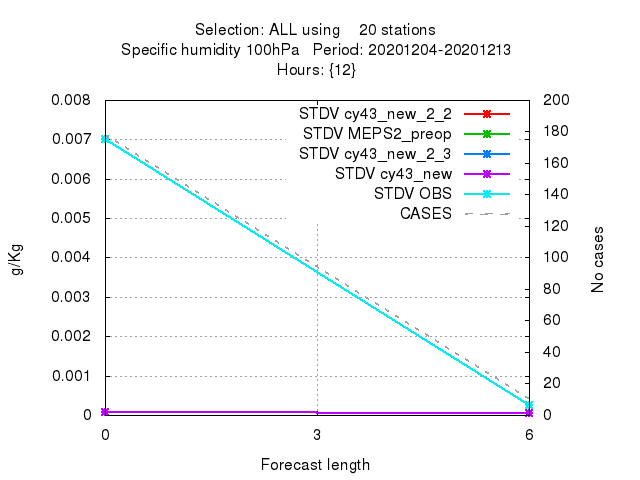 Selection: ALL using 20 stations
Specific humidity 100hPa Period: 20201204-20201213
Hours: {12}
0.008
0.007
0.006
0.005
0.004
0.003
0.002
0.001
0
200
180
160
140
120
100
80
60
40
20
0
STDV cy43_new_2_2
STDV MEPS2_preop
STDV cy43_new_2_3
STDV cy43_new
STDV OBS
CASES
g/Kg
No cases
0 3 6
Forecast length